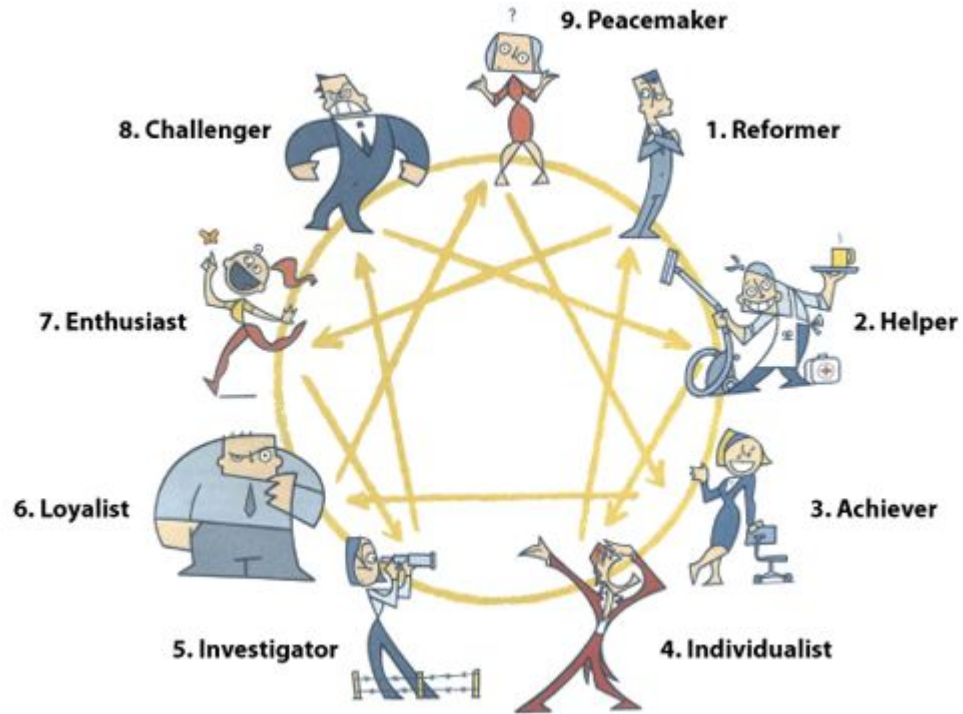 ?
9. Peacemaker
8. Challenger
1. Reformer
7. Enthusiast
2. Helper
6. Loyalist
3. Achiever
5. Investigator
4. Individualist